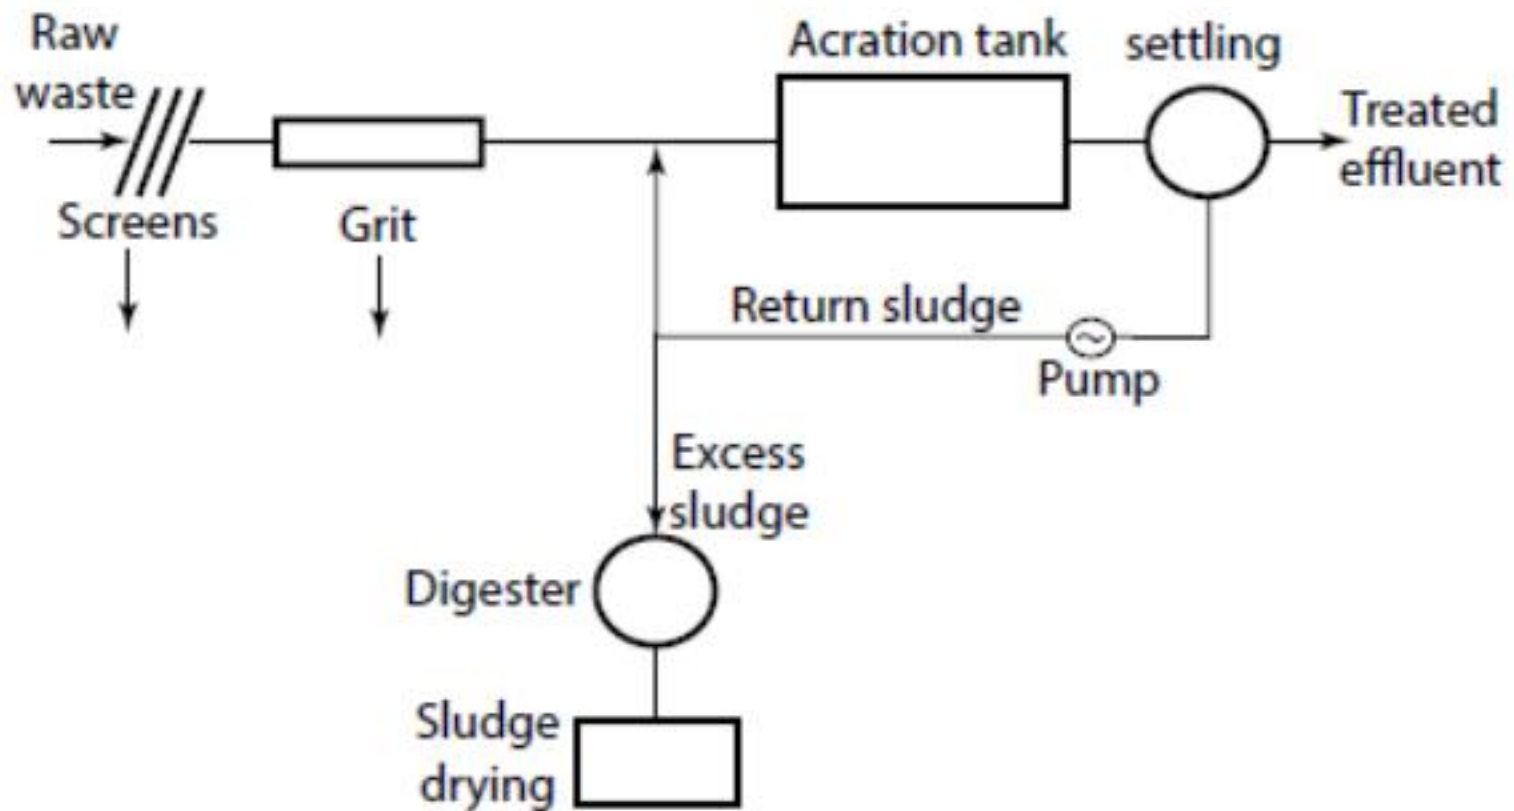 Raw
waste
Screens
Grit
Acration tank
settling
Treated
effluent
Return sludge
Pump
Excess
sludge
Digester
Sludge
drying